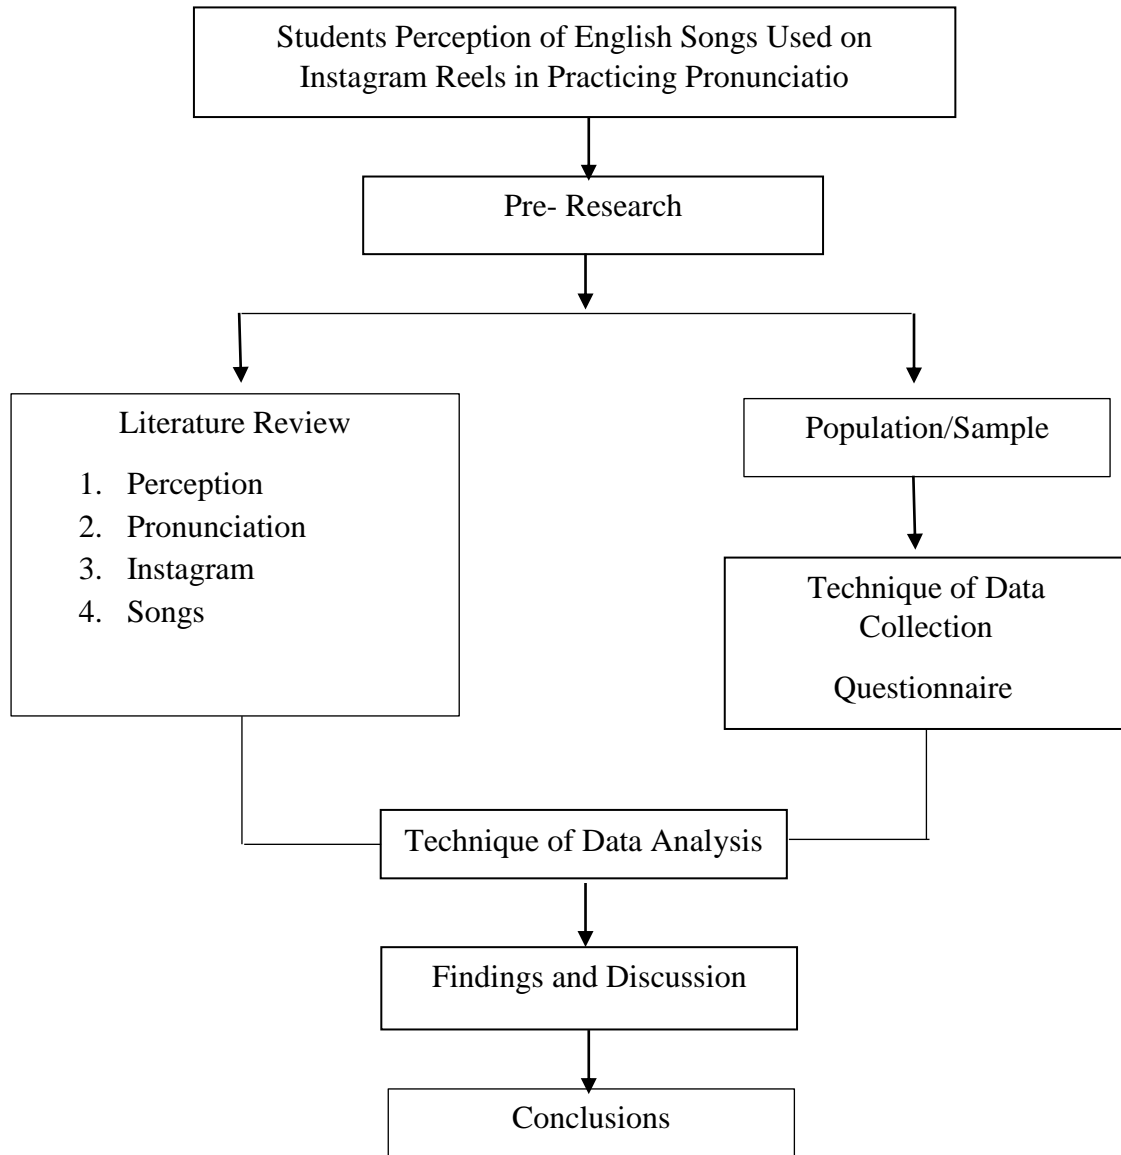 Students Perception of English Songs Used on
Instagram Reels in Practicing Pronunciatio
Pre- Research
Literature Review
1. Perception
2. Pronunciation
3. Instagram
4. Songs
Population/Sample
Technique of Data
Collection
Questionnaire
Technique of Data Analysis
Findings and Discussion
Conclusions